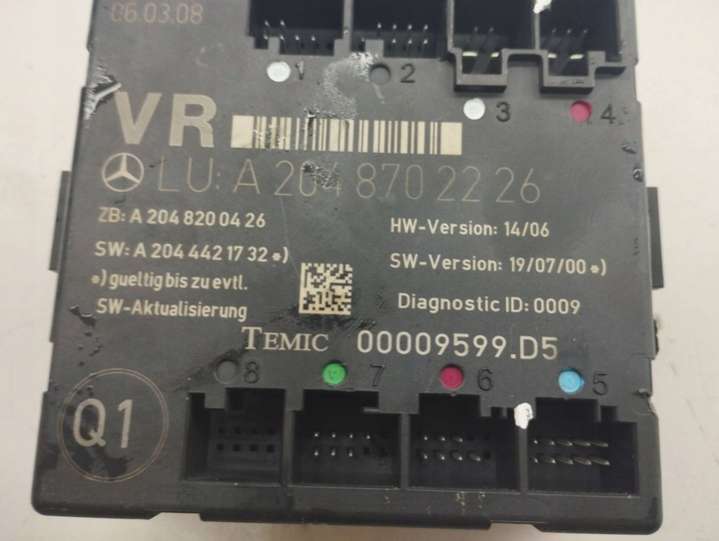 06.03.08
1 2
3 4
VR
LU: A 204 870 22 26
ZB: A 204 820 04 26
HW-Version: 14/06
SW: A 204 442 17 32 *)
SW-Version: 19/07/00 *)
*) gueltig bis zu evtl.
SW-Aktualisierung
Diagnostic ID: 0009
TEMIC 00009599.D5
8 7 6 5
Q1